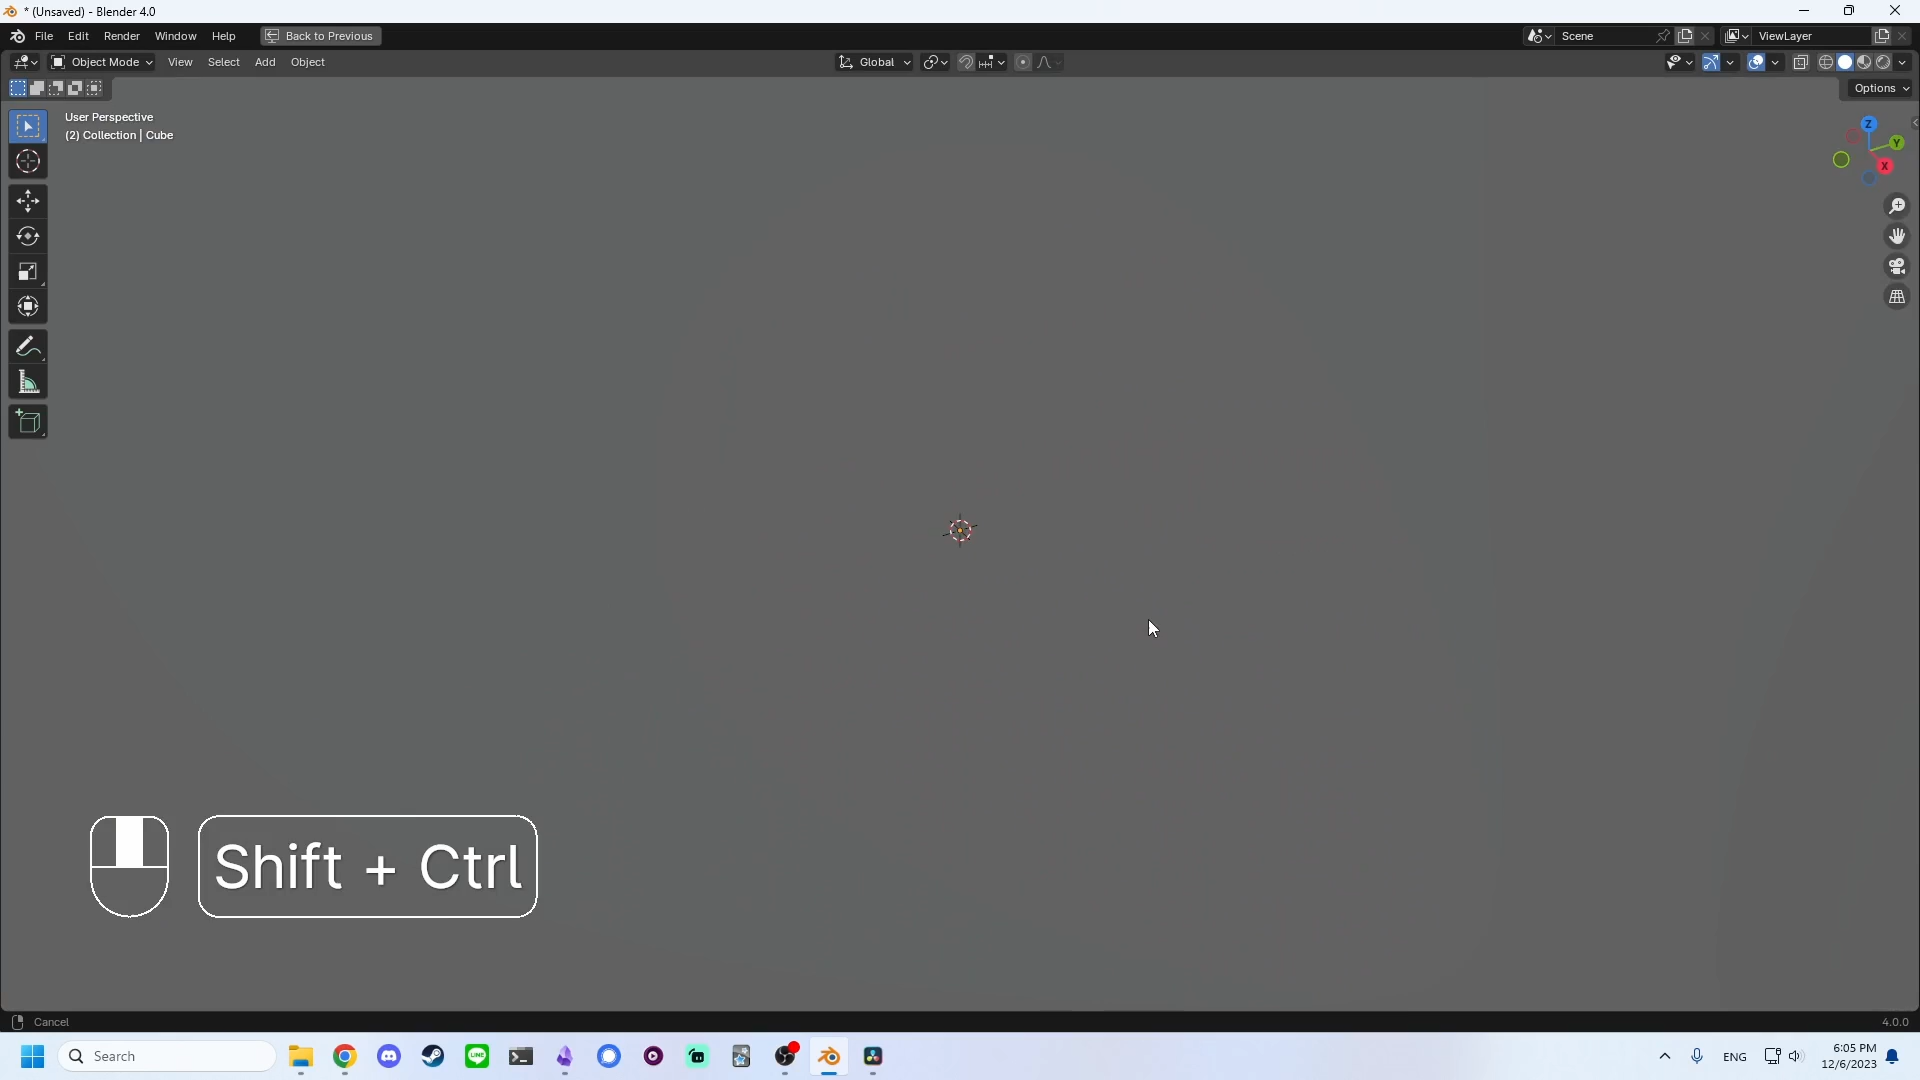 * (Unsaved) - Blender 4.0
File Edit Render Window Help Back to Previous Scene ViewLayer
Object Mode View Select Add Object Global
Options
User Perspective
(2) Collection | Cube
Z
Y
X
Shift + Ctrl
Cancel 4.0.0
Search LINE ENG 6:05 PM
12/6/2023